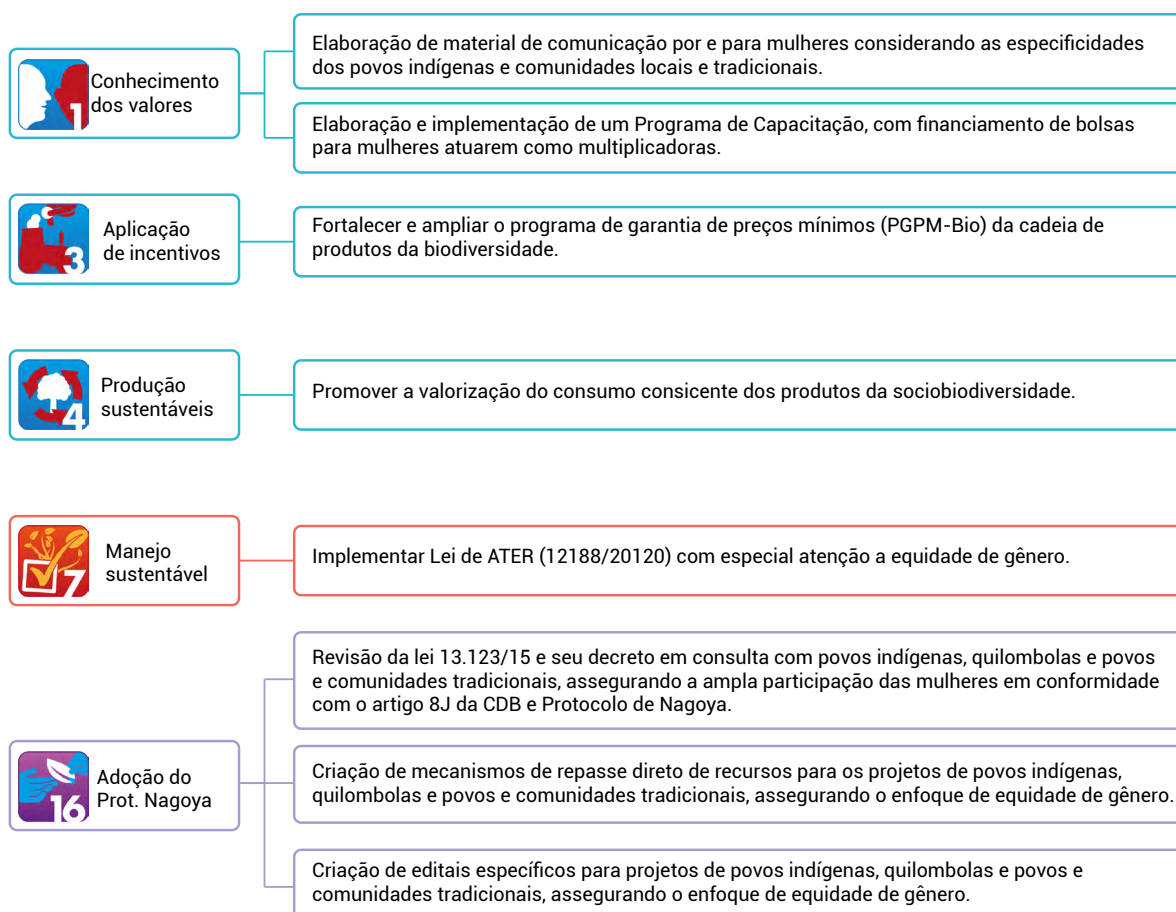 1
Conhecimento
dos valores
Elaboração de material de comunicação por e para mulheres considerando as especificidades
dos povos indígenas e comunidades locais e tradicionais.
Elaboração e implementação de um Programa de Capacitação, com financiamento de bolsas
para mulheres atuarem como multiplicadoras.
3
Aplicação
de incentivos
Fortalecer e ampliar o programa de garantia de preços mínimos (PGPM-Bio) da cadeia de
produtos da biodiversidade.
4
Produção
sustentáveis
Promover a valorização do consumo consicente dos produtos da sociobiodiversidade.
7
Manejo
sustentável
Implementar Lei de ATER (12188/20120) com especial atenção a equidade de gênero.
16
Adoção do
Prot. Nagoya
Revisão da lei 13.123/15 e seu decreto em consulta com povos indígenas, quilombolas e povos
e comunidades tradicionais, assegurando a ampla participação das mulheres em conformidade
com o artigo 8J da CDB e Protocolo de Nagoya.
Criação de mecanismos de repasse direto de recursos para os projetos de povos indígenas,
quilombolas e povos e comunidades tradicionais, assegurando o enfoque de equidade de gênero.
Criação de editais específicos para projetos de povos indígenas, quilombolas e povos e
comunidades tradicionais, assegurando o enfoque de equidade de gênero.